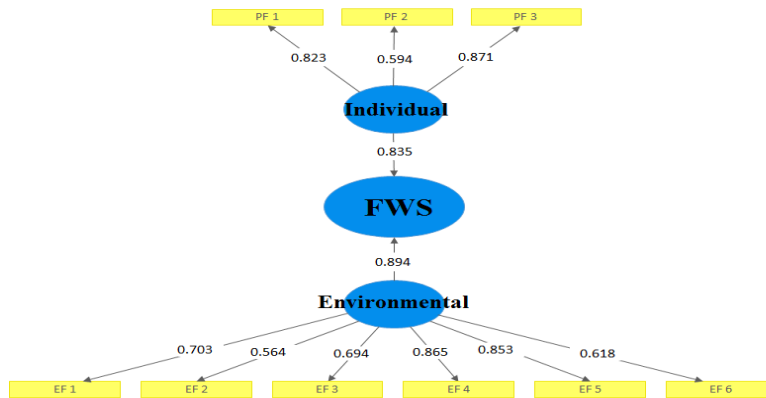 PF 1 PF 2 PF 3
0.823 0.594 0.871
Individual
0.835
FWS
0.894
Environmental
0.703 0.564 0.694 0.865 0.853 0.618
EF 1 EF 2 EF 3 EF 4 EF 5 EF 6